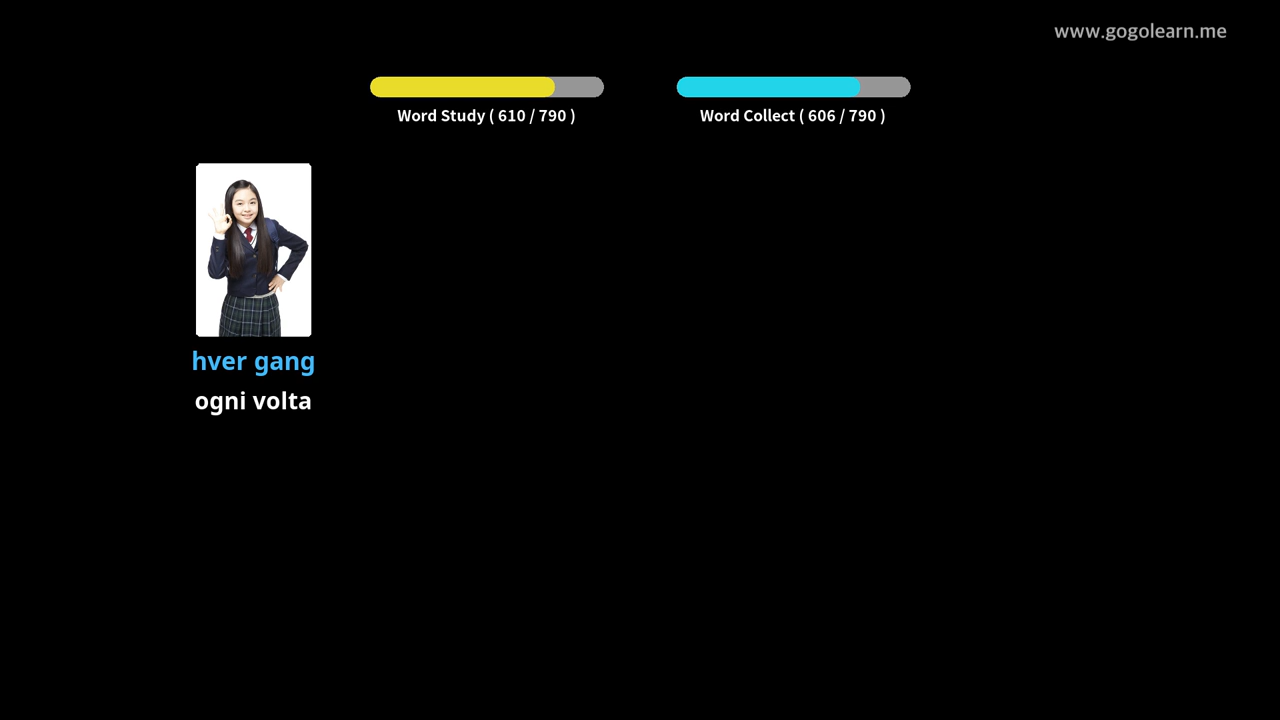 www.gogolearn.me
Word Study ( 610 / 790 )
Word Collect ( 606 / 790 )
hver gang
ogni volta